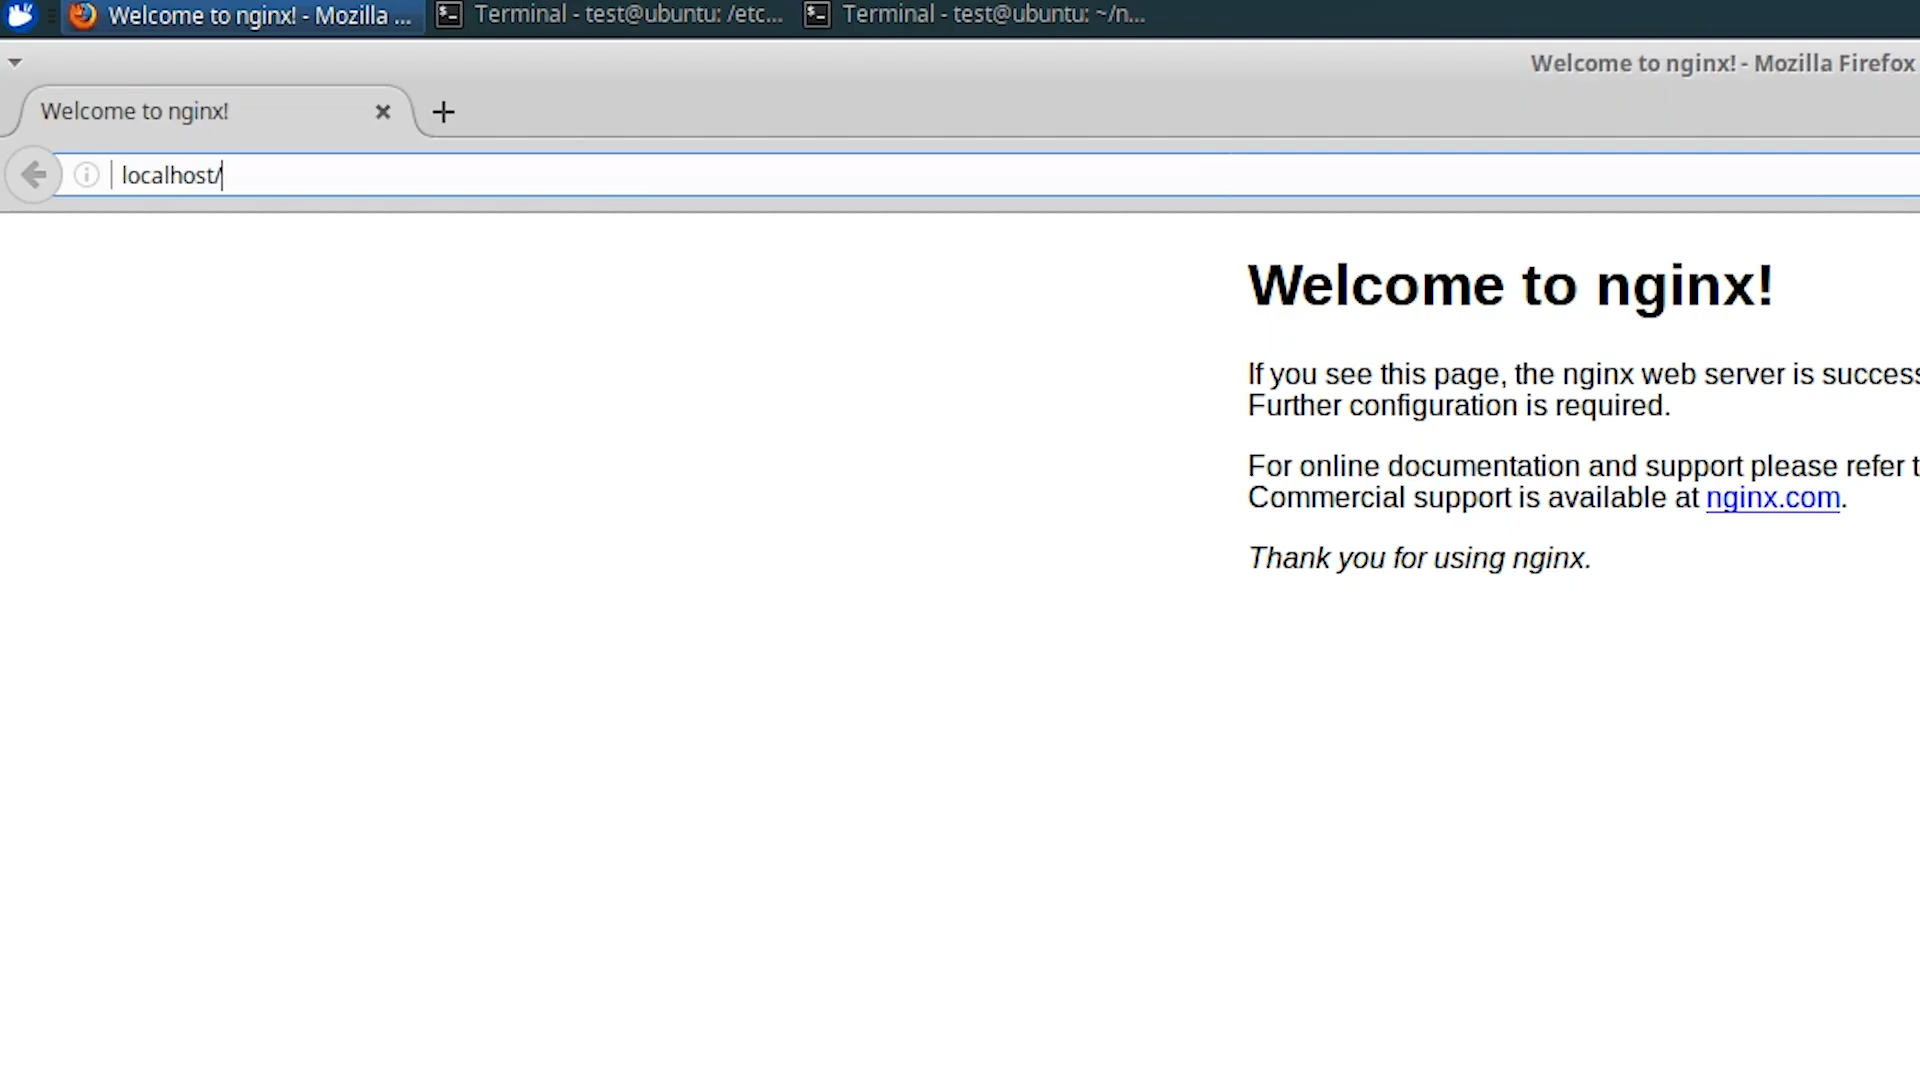 Welcome to nginx! - Mozilla ...
Terminal - test@ubuntu: /etc...
Terminal - test@ubuntu: ~/n...
Welcome to nginx! - Mozilla Firefox
Welcome to nginx!
localhost/
Welcome to nginx!
If you see this page, the nginx web server is
Further configuration is required.
For online documentation and support please refer
Commercial support is available at nginx.com.
Thank you for using nginx.